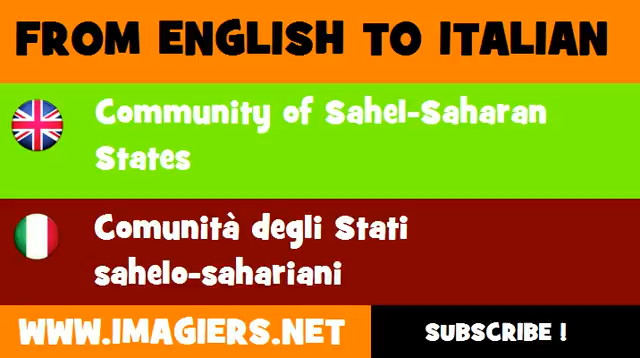 FROM ENGLISH TO ITALIAN
Community of Sahel-Saharan
States
Comunità degli Stati
sahelo-sahariani
WWW.IMAGIERS.NET
SUBSCRIBE !